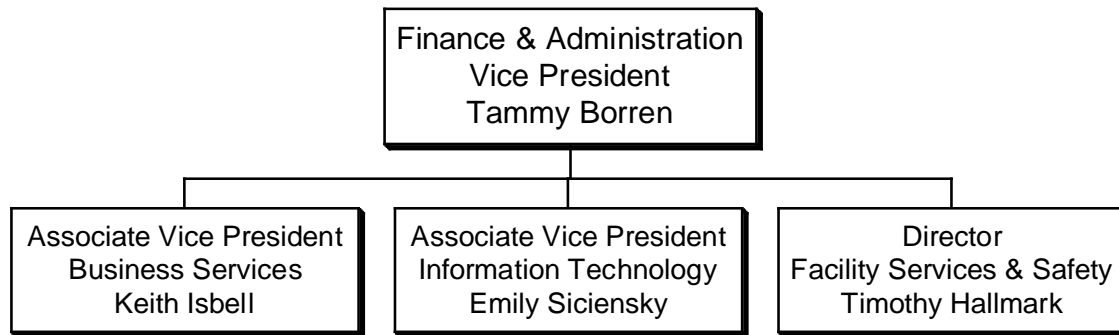 Finance & Administration
Vice President
Tammy Borren
Associate Vice President
Business Services
Keith Isbell
Associate Vice President
Information Technology
Emily Siciensky
Director
Facility Services & Safety
Timothy Hallmark